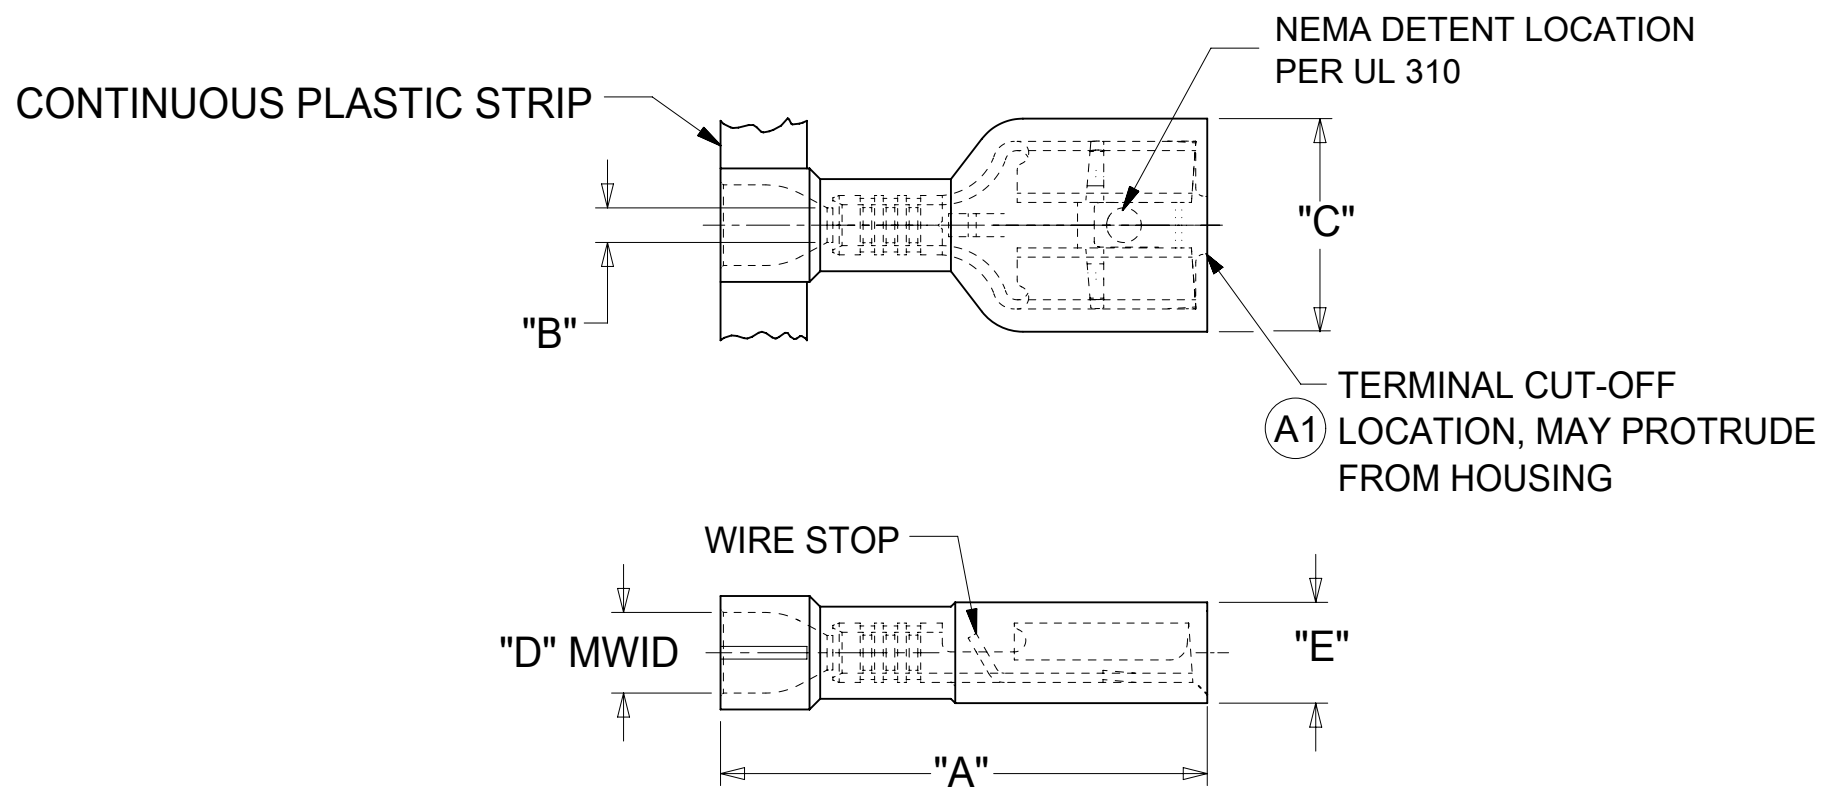 NEMA DETENT LOCATION
PER UL 310
CONTINUOUS PLASTIC STRIP
"C"
"B"
TERMINAL CUT-OFF
A1 LOCATION, MAY PROTRUDE
FROM HOUSING
WIRE STOP
"D" MWID
"E"
"A"